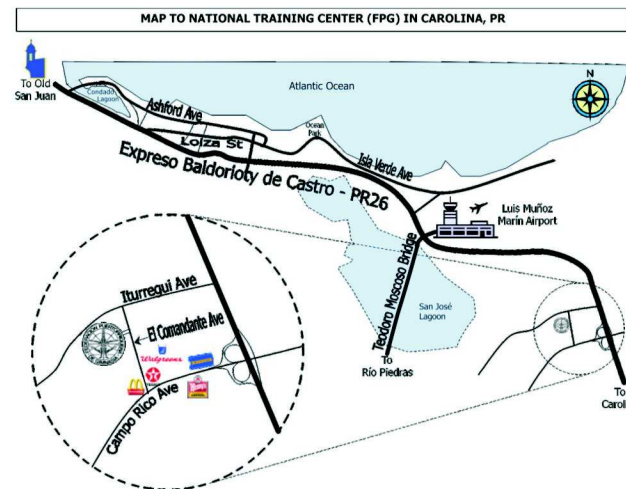 MAP TO NATIONAL TRAINING CENTER (FPG) IN CAROLINA, PR
N
To Old
San Juan
Condado
Lagoon
Atlantic Ocean
Ashford Ave
Loiza St
Ocean
Park
Isla Verde Ave
Expreso Baldorioty de Castro - PR26
Luis Muñoz
Marín Airport
Teodoro Moscoso Bridge
San José
Lagoon
To
Río Piedras
To
Caroli
Iturregui Ave
El Comandante Ave
Walgreens
Campo Rico Ave